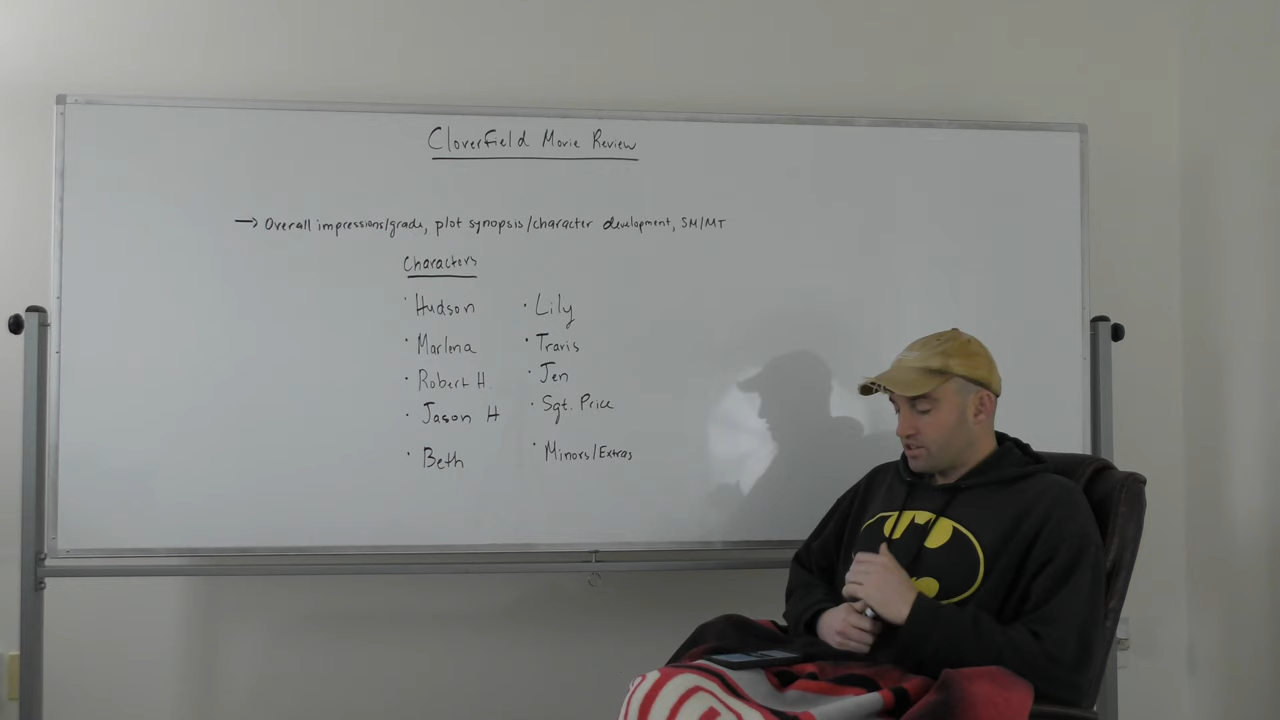 Cloverfield Movie Review
→ Overall impressions/grade, plot synopsis/character development, SM/MT
Characters
· Hudson
· Marlena
· Robert H.
· Jason H
· Beth
· Lily
· Travis
· Jen
· Sgt. Price
· Minors/Extras